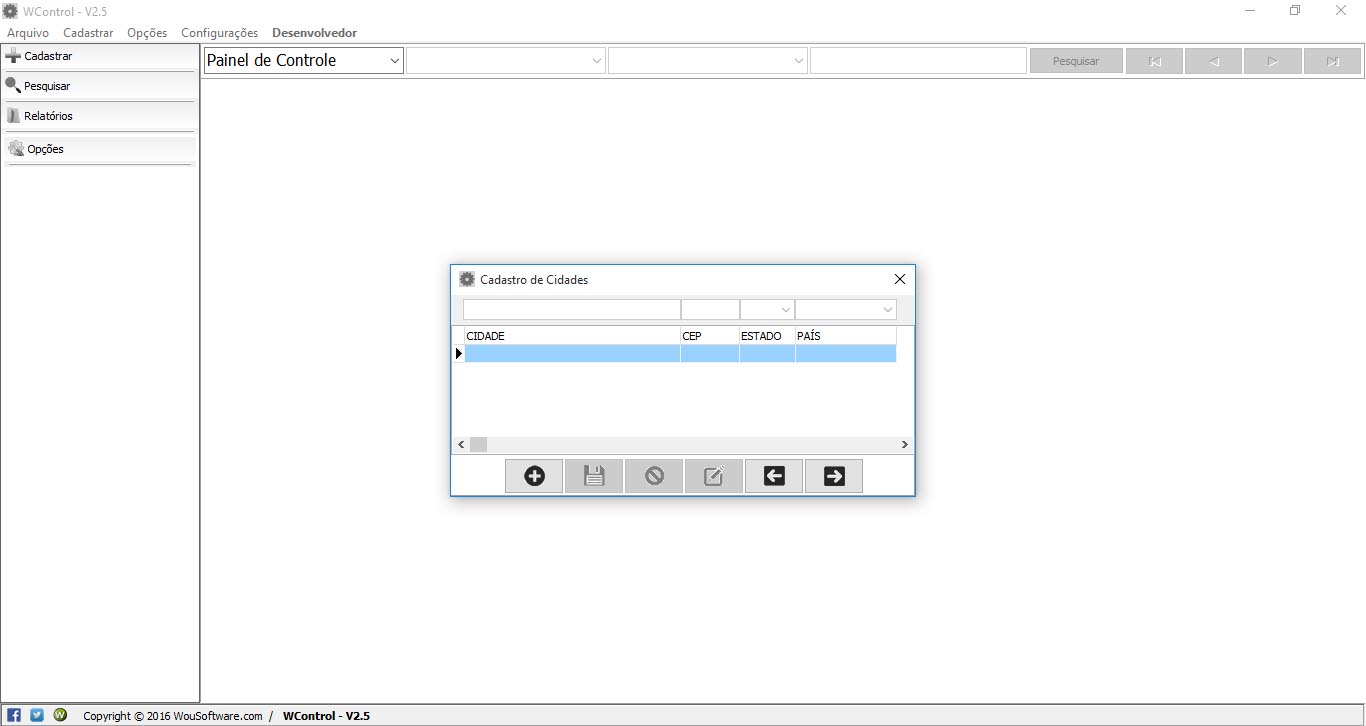 WControl - V2.5
Arquivo Cadastrar Opções Configurações Desenvolvedor
Cadastrar
Painel de Controle
Pesquisar
Pesquisar
Relatórios
Opções
Cadastro de Cidades
CIDADE CEP ESTADO PAÍS
Copyright © 2016 WouSoftware.com / WControl - V2.5